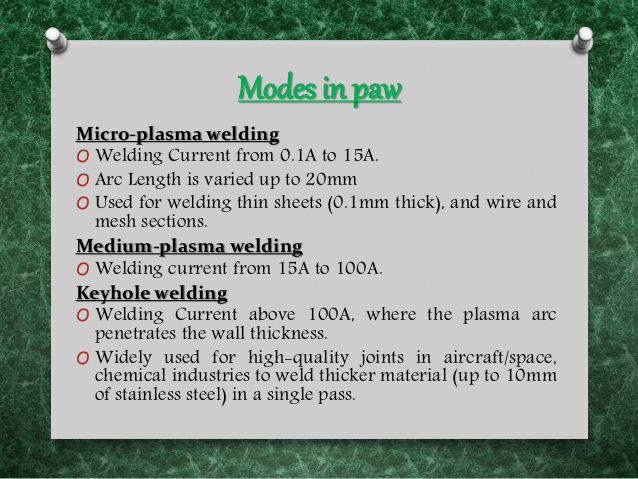 Modes in paw
Micro-plasma welding
O Welding Current from 0.1A to 15A.
O Arc Length is varied up to 20mm
O Used for welding thin sheets (0.1mm thick), and wire and
mesh sections.
Medium-plasma welding
O Welding current from 15A to 100A.
Keyhole welding
O Welding Current above 100A, where the plasma arc
penetrates the wall thickness.
O Widely used for high-quality joints in aircraft/space,
chemical industries to weld thicker material (up to 10mm
of stainless steel) in a single pass.